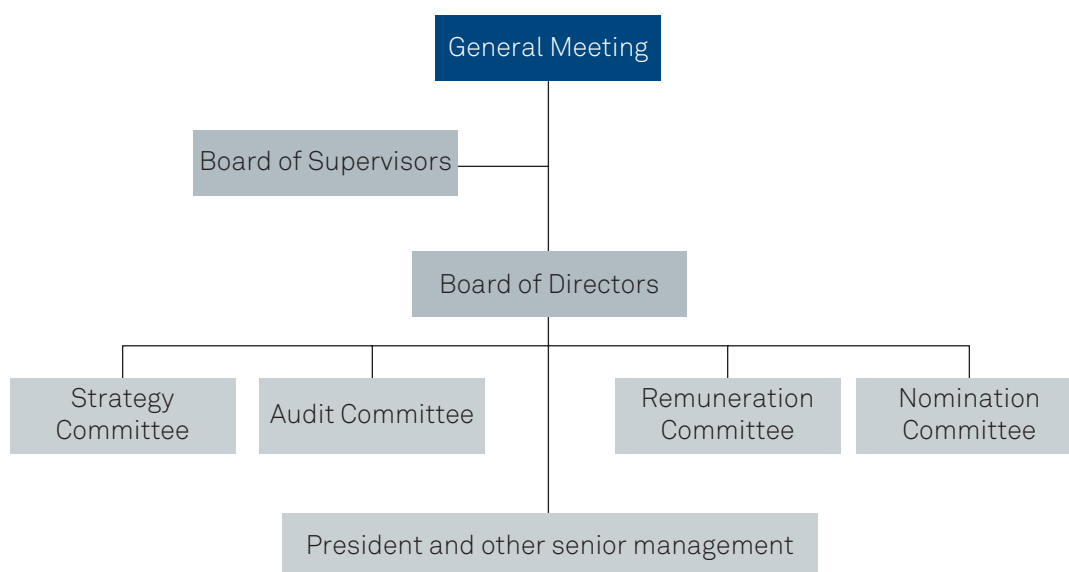 General Meeting
Board of Supervisors
Board of Directors
Strategy
Committee
Audit Committee
Remuneration
Committee
Nomination
Committee
President and other senior management